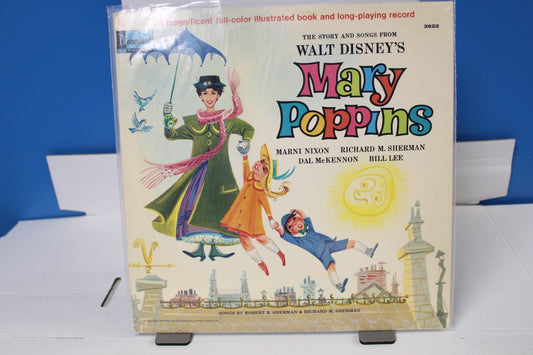 magnificent full-color illustrated book and long-playing record
3922
THE STORY AND SONGS FROM
WALT DISNEY'S
Mary
Poppins
MARNI NIXON RICHARD M. SHERMAN
DAL McKENNON BILL LEE
SONGS BY ROBERT B. SHERMAN & RICHARD M. SHERMAN